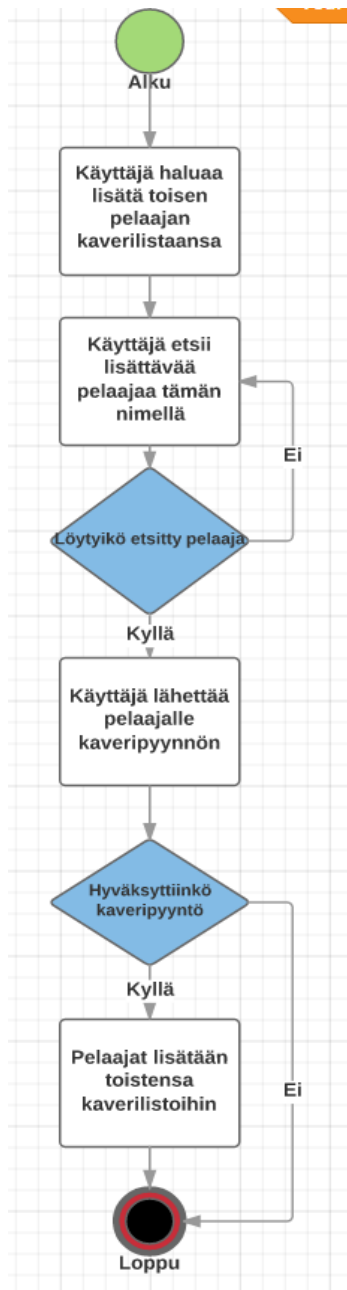 Alku
Käyttäjä haluaa
lisätä toisen
pelaajan
kaverilistaansa
Käyttäjä etsii
lisättävää
pelaajaa tämän
nimellä
Ei
Löytyikö etsitty pelaaja
Kyllä
Käyttäjä lähettää
pelaajalle
kaveripyynnön
Hyväksyttiinkö
kaveripyyntö
Kyllä
Pelaajat lisätään
toistensa
kaverilistoihin
Ei
Loppu